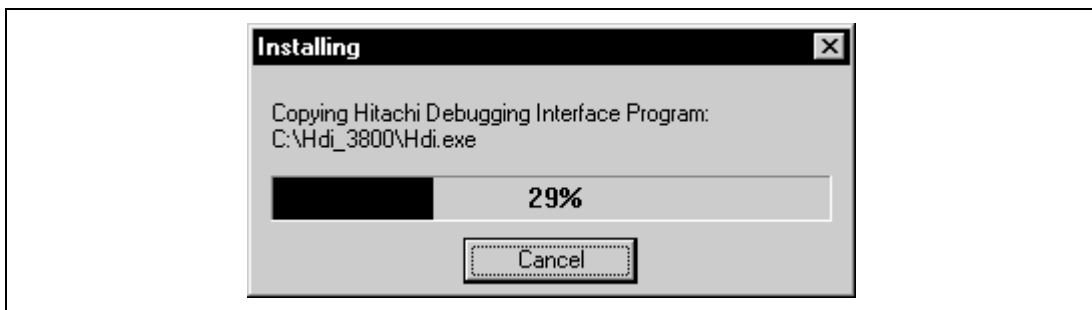 Installing
Copying Hitachi Debugging Interface Program:
C:\Hdi_3800\Hdi.exe
29%
Cancel